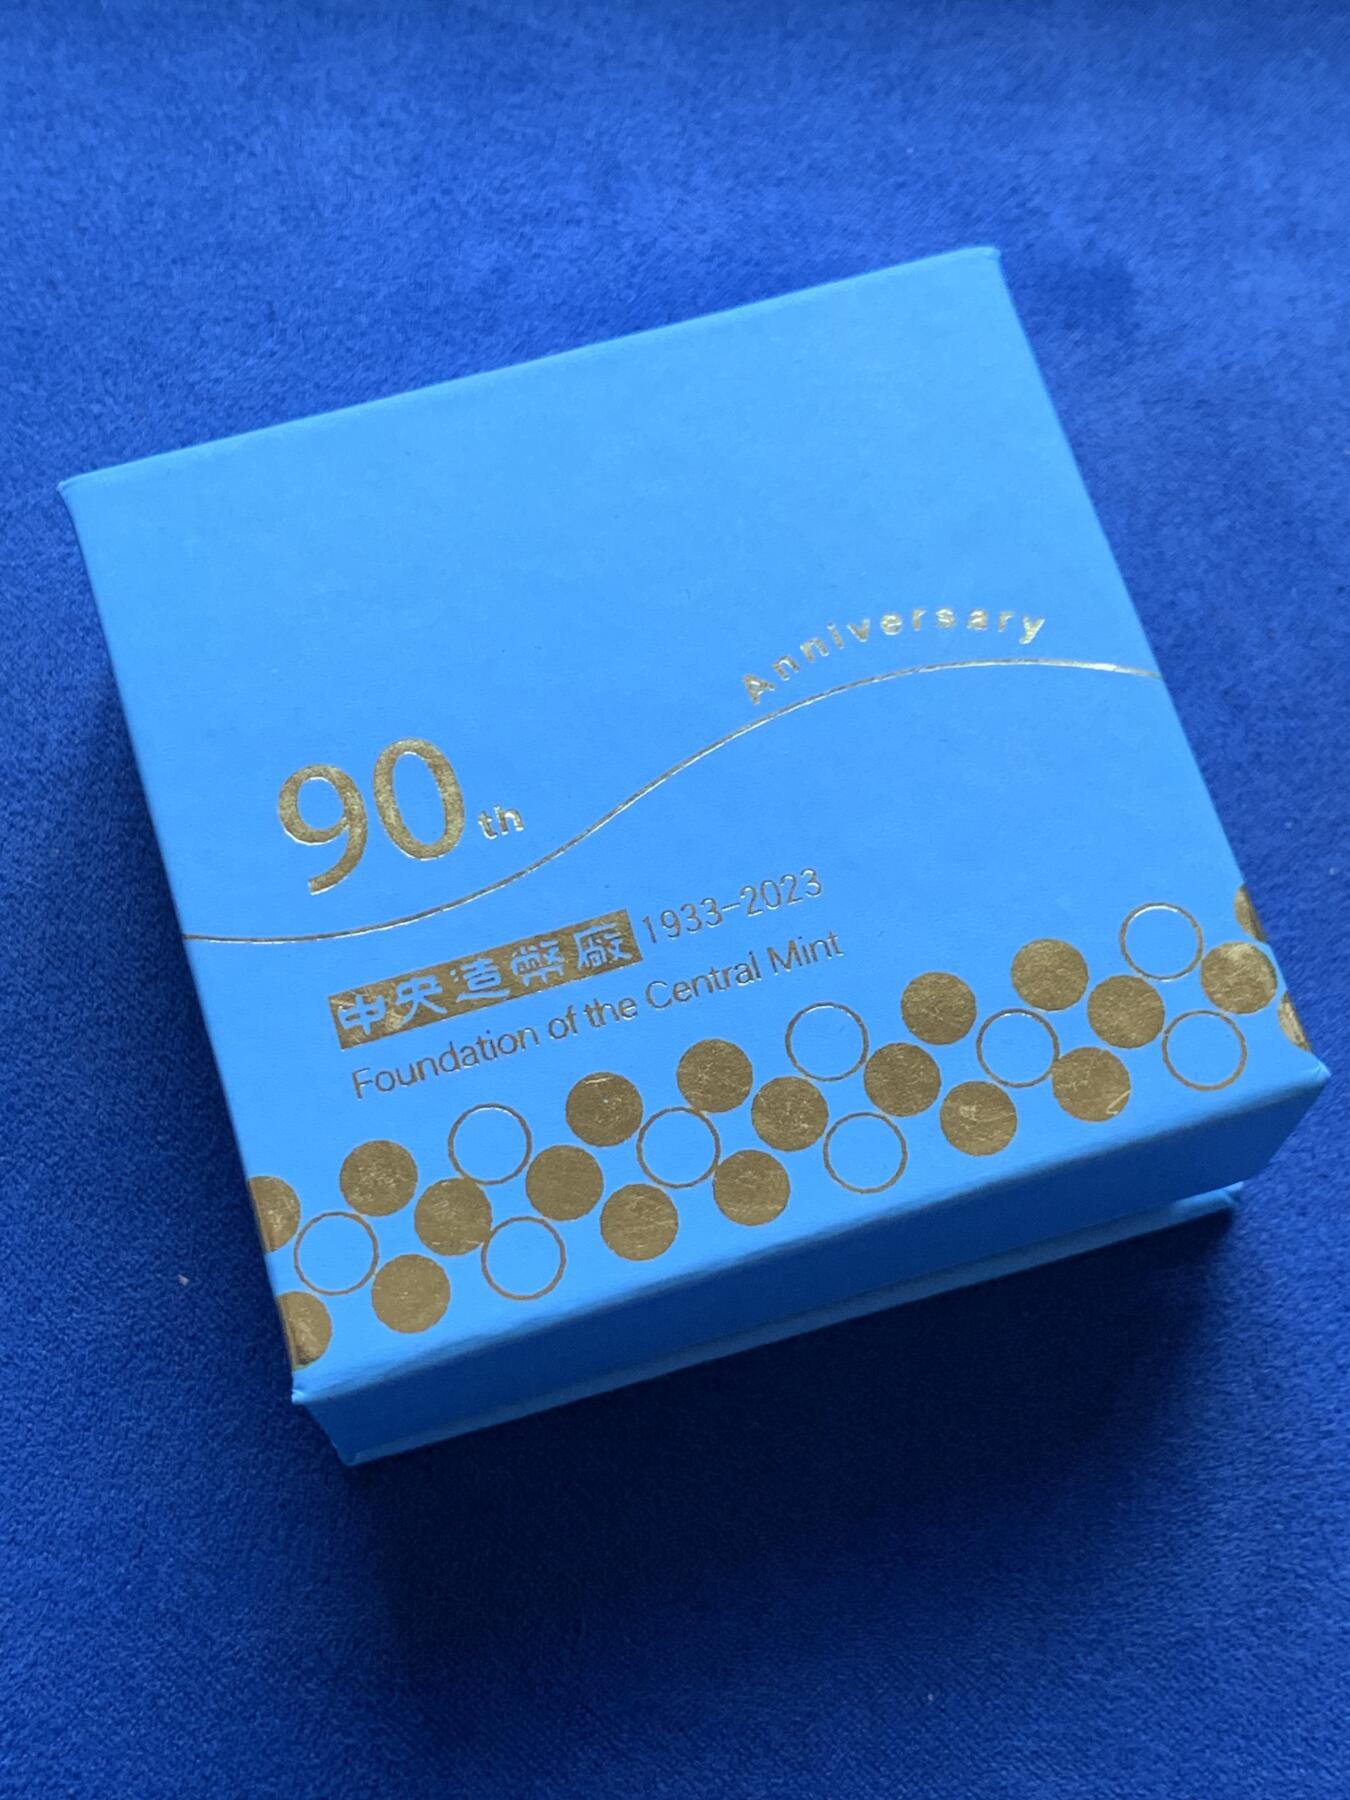 Anniversary
90th
中央造幣廠 1933-2023
Foundation of the Central Mint